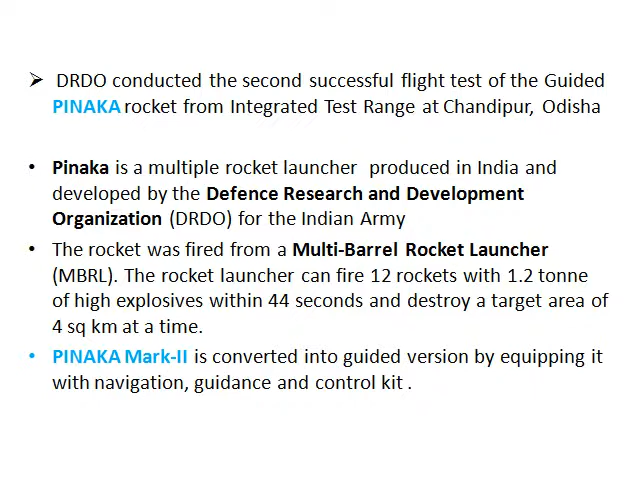 ➢ DRDO conducted the second successful flight test of the Guided
PINAKA rocket from Integrated Test Range at Chandipur, Odisha
• Pinaka is a multiple rocket launcher produced in India and
developed by the Defence Research and Development
Organization (DRDO) for the Indian Army
• The rocket was fired from a Multi-Barrel Rocket Launcher
(MBRL). The rocket launcher can fire 12 rockets with 1.2 tonne
of high explosives within 44 seconds and destroy a target area of
4 sq km at a time.
• PINAKA Mark-II is converted into guided version by equipping it
with navigation, guidance and control kit .